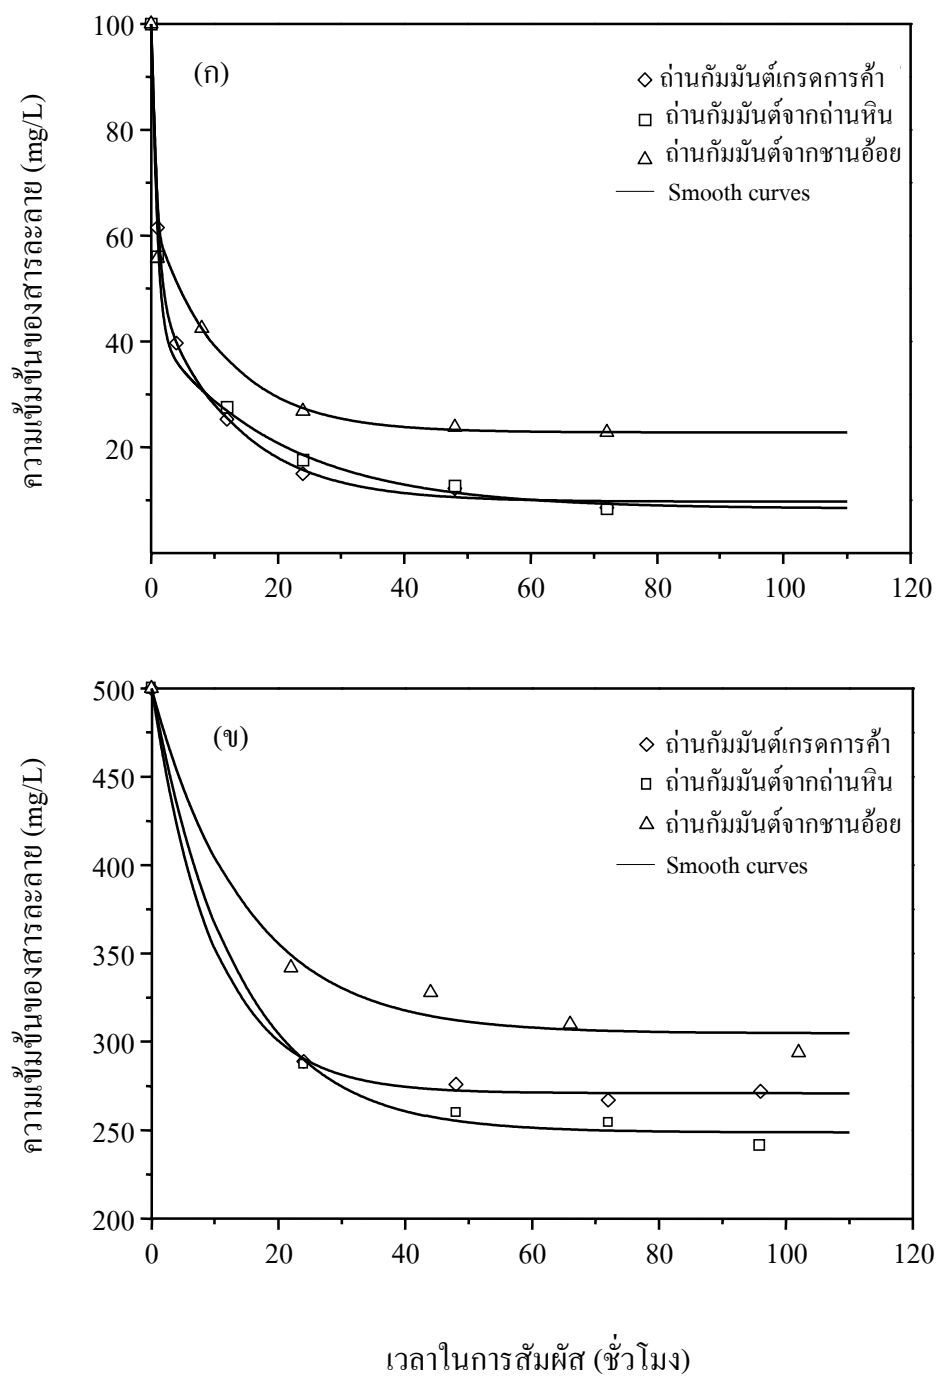 100
(ก)
ถ่านกัมมันต์เกรดการค้า
ถ่านกัมมันต์จากถ่านหิน
ถ่านกัมมันต์จากชานอ้อย
Smooth curves
80
60
40
20
ความเข้มข้นของสารละลาย (mg/L)
0 20 40 60 80 100 120
500
(ข)
ถ่านกัมมันต์เกรดการค้า
ถ่านกัมมันต์จากถ่านหิน
ถ่านกัมมันต์จากชานอ้อย
Smooth curves
450
400
350
300
250
200
ความเข้มข้นของสารละลาย (mg/L)
0 20 40 60 80 100 120
เวลาในการสัมผัส (ชั่วโมง)